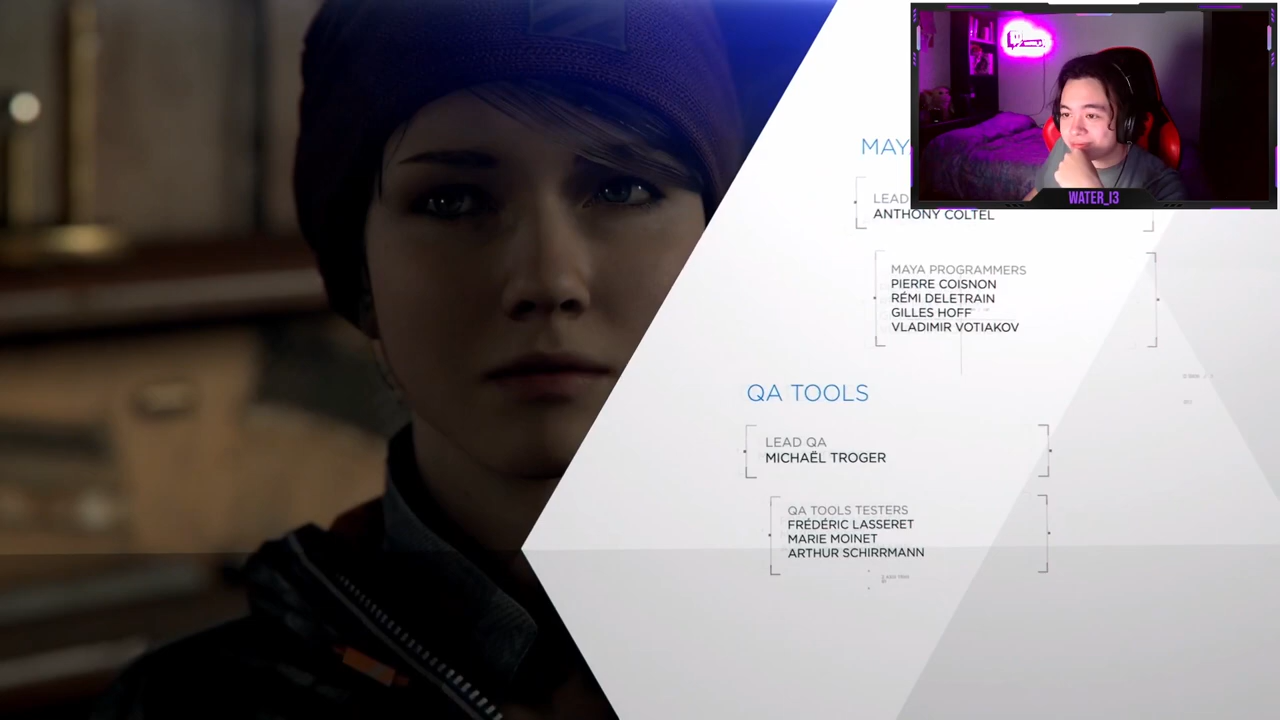 WATER_I3
MAY
LEAD
ANTHONY COLTEL
MAYA PROGRAMMERS
PIERRE COISNON
RÉMI DELETRAIN
GILLES HOFF
VLADIMIR VOTIAKOV
QA TOOLS
LEAD QA
MICHAËL TROGER
QA TOOLS TESTERS
FRÉDÉRIC LASSERET
MARIE MOINET
ARTHUR SCHIRRMANN